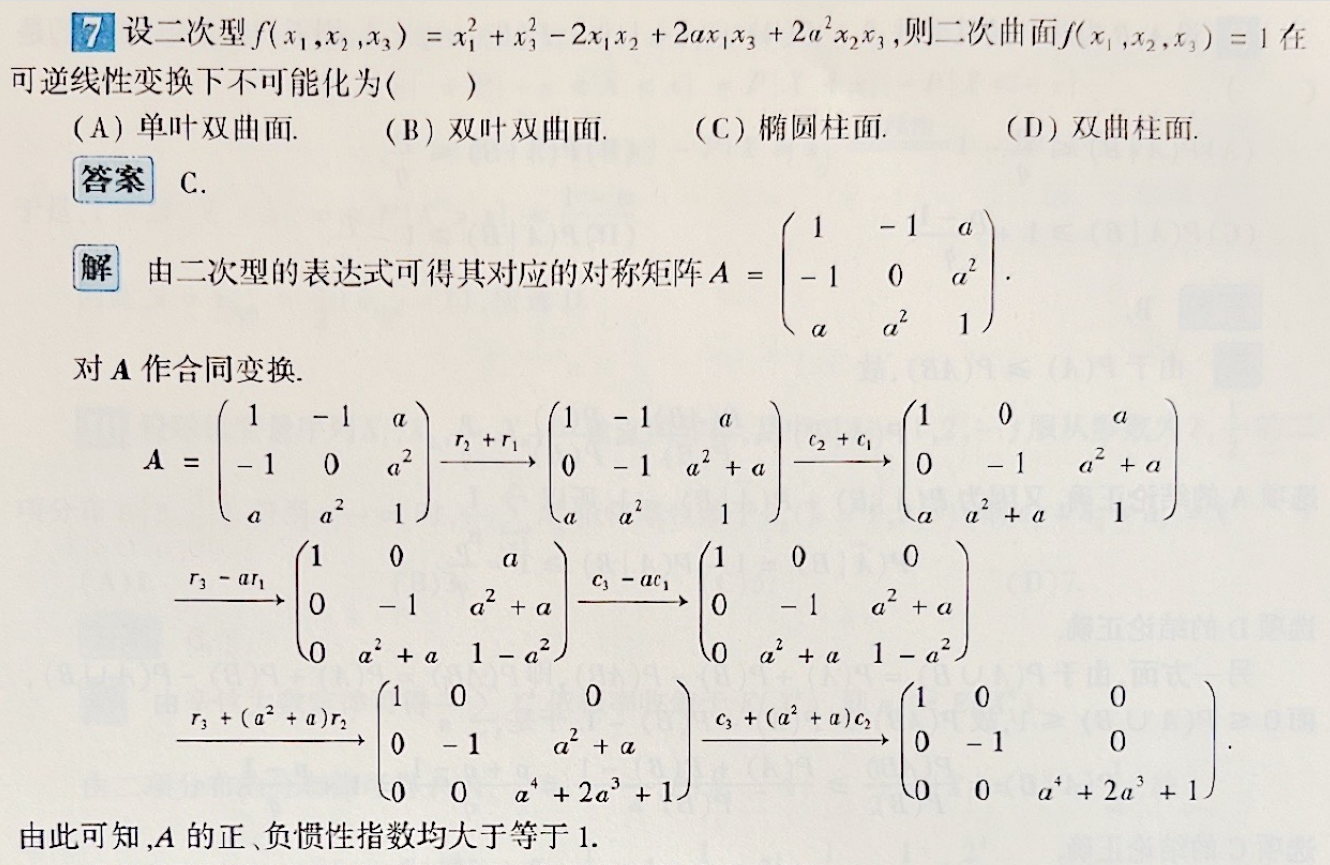 7 设二次型 f(x₁,x₂,x₃) = x₁² + x₃² − 2x₁x₂ + 2ax₁x₃ + 2a²x₂x₃,则二次曲面f(x₁,x₂,x₃) = 1 在
可逆线性变换下不可能化为( )
(A) 单叶双曲面. (B) 双叶双曲面. (C) 椭圆柱面. (D) 双曲柱面.
答案 C.
解 由二次型的表达式可得其对应的对称矩阵 A = 
( 1 −1 a )
( −1 0 a² )
( a a² 1 ) .
对 A 作合同变换.
A = 
( 1 −1 a )
( −1 0 a² )
( a a² 1 )
r₂ + r₁ →
( 1 −1 a )
( 0 −1 a² + a )
( a a² 1 )
c₂ + c₁ →
( 1 0 a )
( 0 −1 a² + a )
( a a² + a 1 )
r₃ − ar₁ →
( 1 0 a )
( 0 −1 a² + a )
( 0 a² + a 1 − a² )
c₃ − ac₁ →
( 1 0 0 )
( 0 −1 a² + a )
( 0 a² + a 1 − a² )
r₃ + (a² + a)r₂ →
( 1 0 0 )
( 0 −1 a² + a )
( 0 0 a⁴ + 2a³ + 1 )
c₃ + (a² + a)c₂ →
( 1 0 0 )
( 0 −1 0 )
( 0 0 a⁴ + 2a³ + 1 ) .
由此可知,A 的正、负惯性指数均大于等于 1.